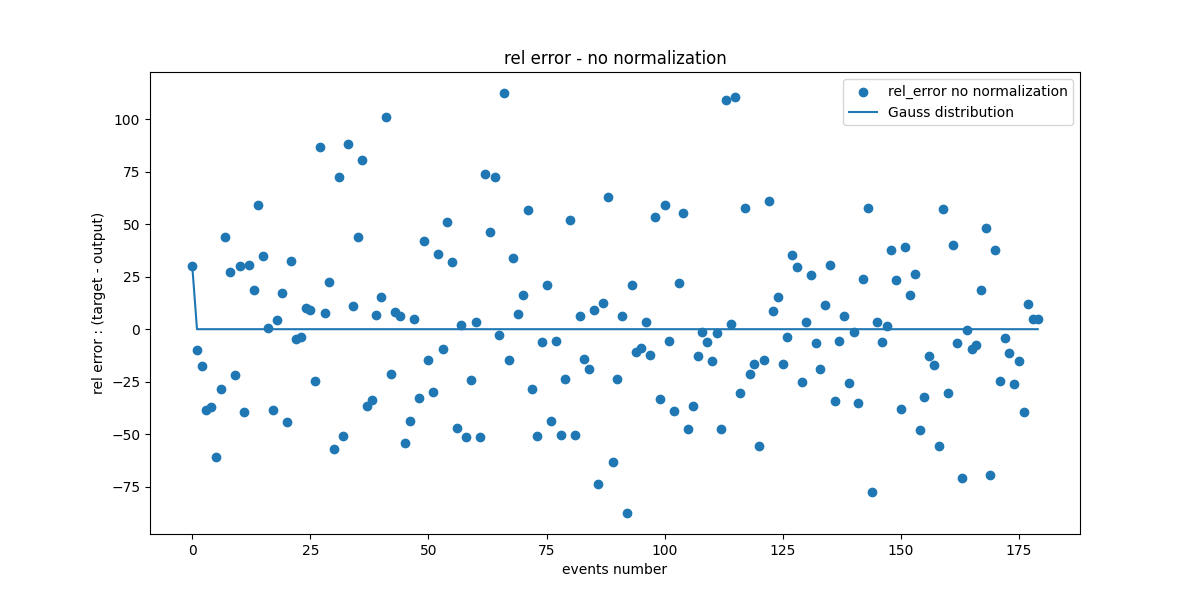 rel error - no normalization
rel_error no normalization
Gauss distribution
rel error : (target - output)
100
75
50
25
0
−25
−50
−75
0 25 50 75 100 125 150 175
events number